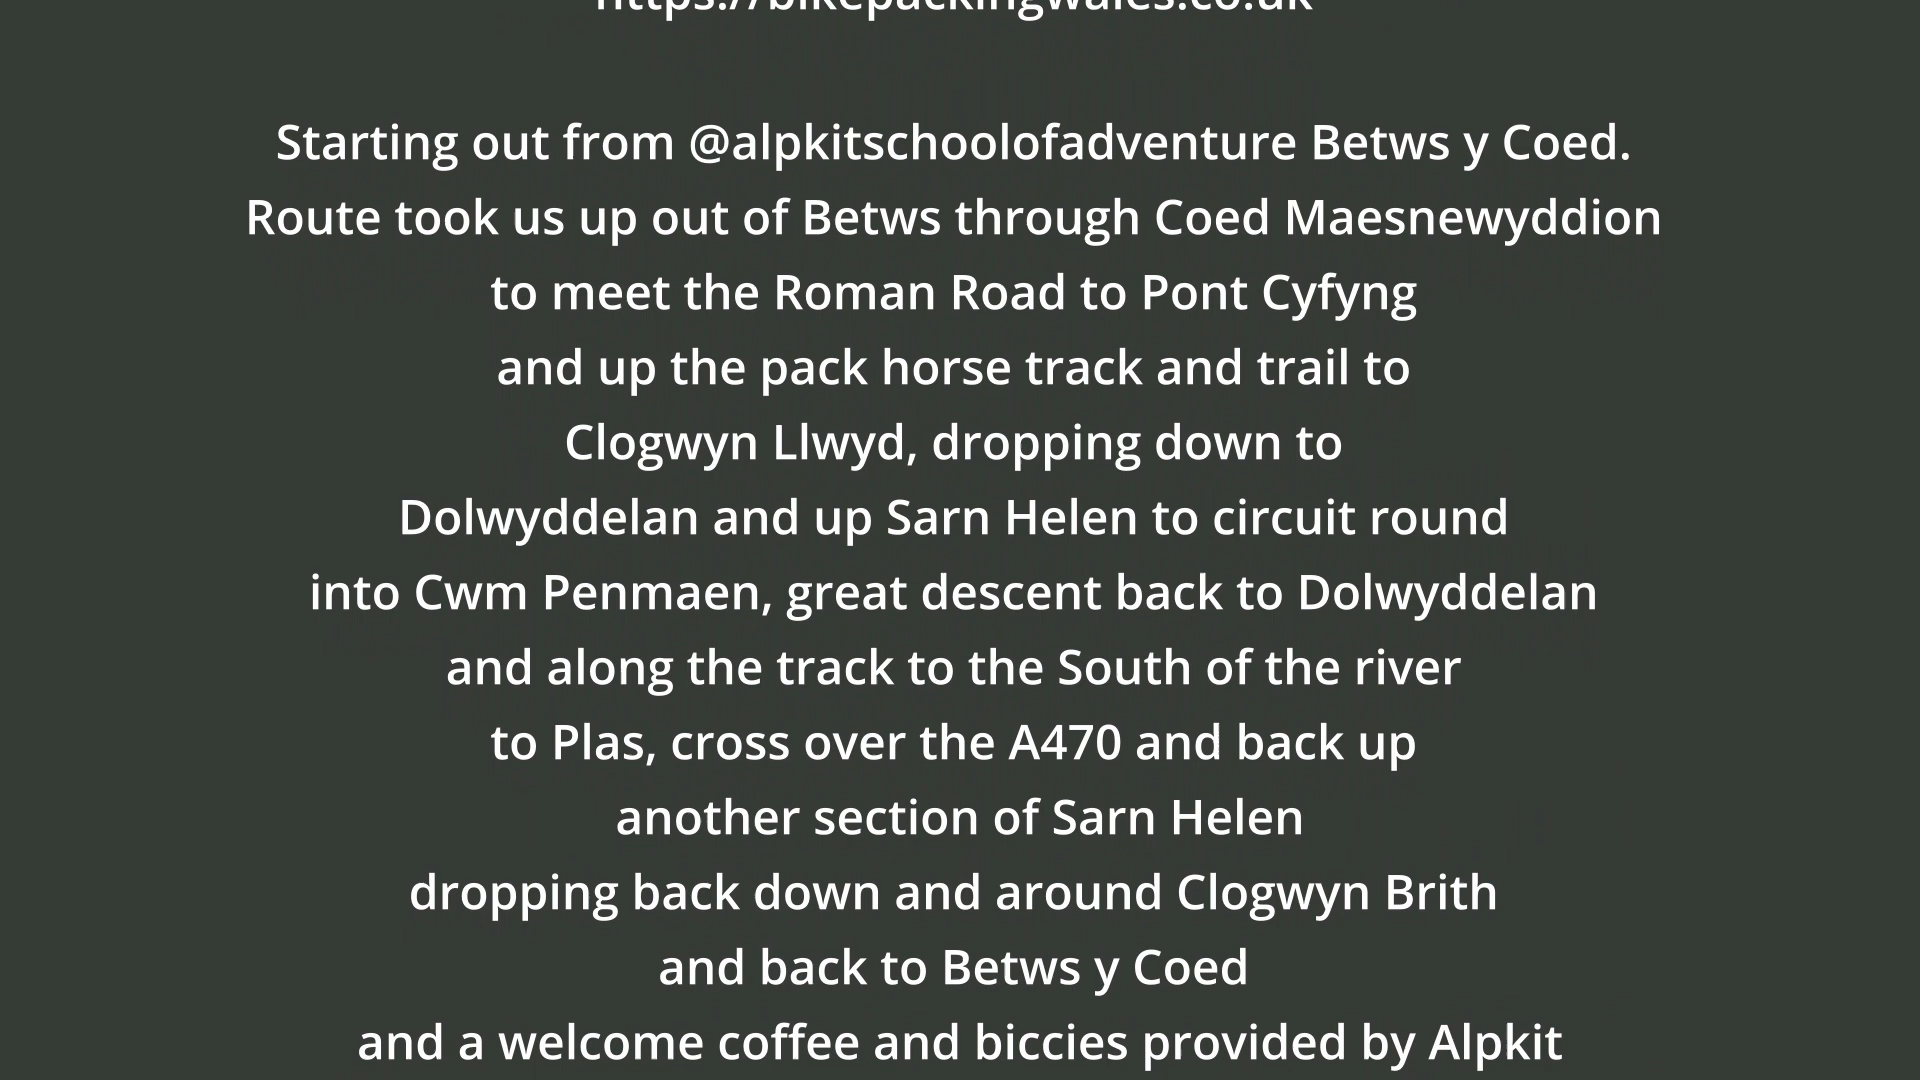 https://bikepackingwales.co.uk
Starting out from @alpkitschoolofadventure Betws y Coed.
Route took us up out of Betws through Coed Maesnewyddion
to meet the Roman Road to Pont Cyfyng
and up the pack horse track and trail to
Clogwyn Llwyd, dropping down to
Dolwyddelan and up Sarn Helen to circuit round
into Cwm Penmaen, great descent back to Dolwyddelan
and along the track to the South of the river
to Plas, cross over the A470 and back up
another section of Sarn Helen
dropping back down and around Clogwyn Brith
and back to Betws y Coed
and a welcome coffee and biccies provided by Alpkit